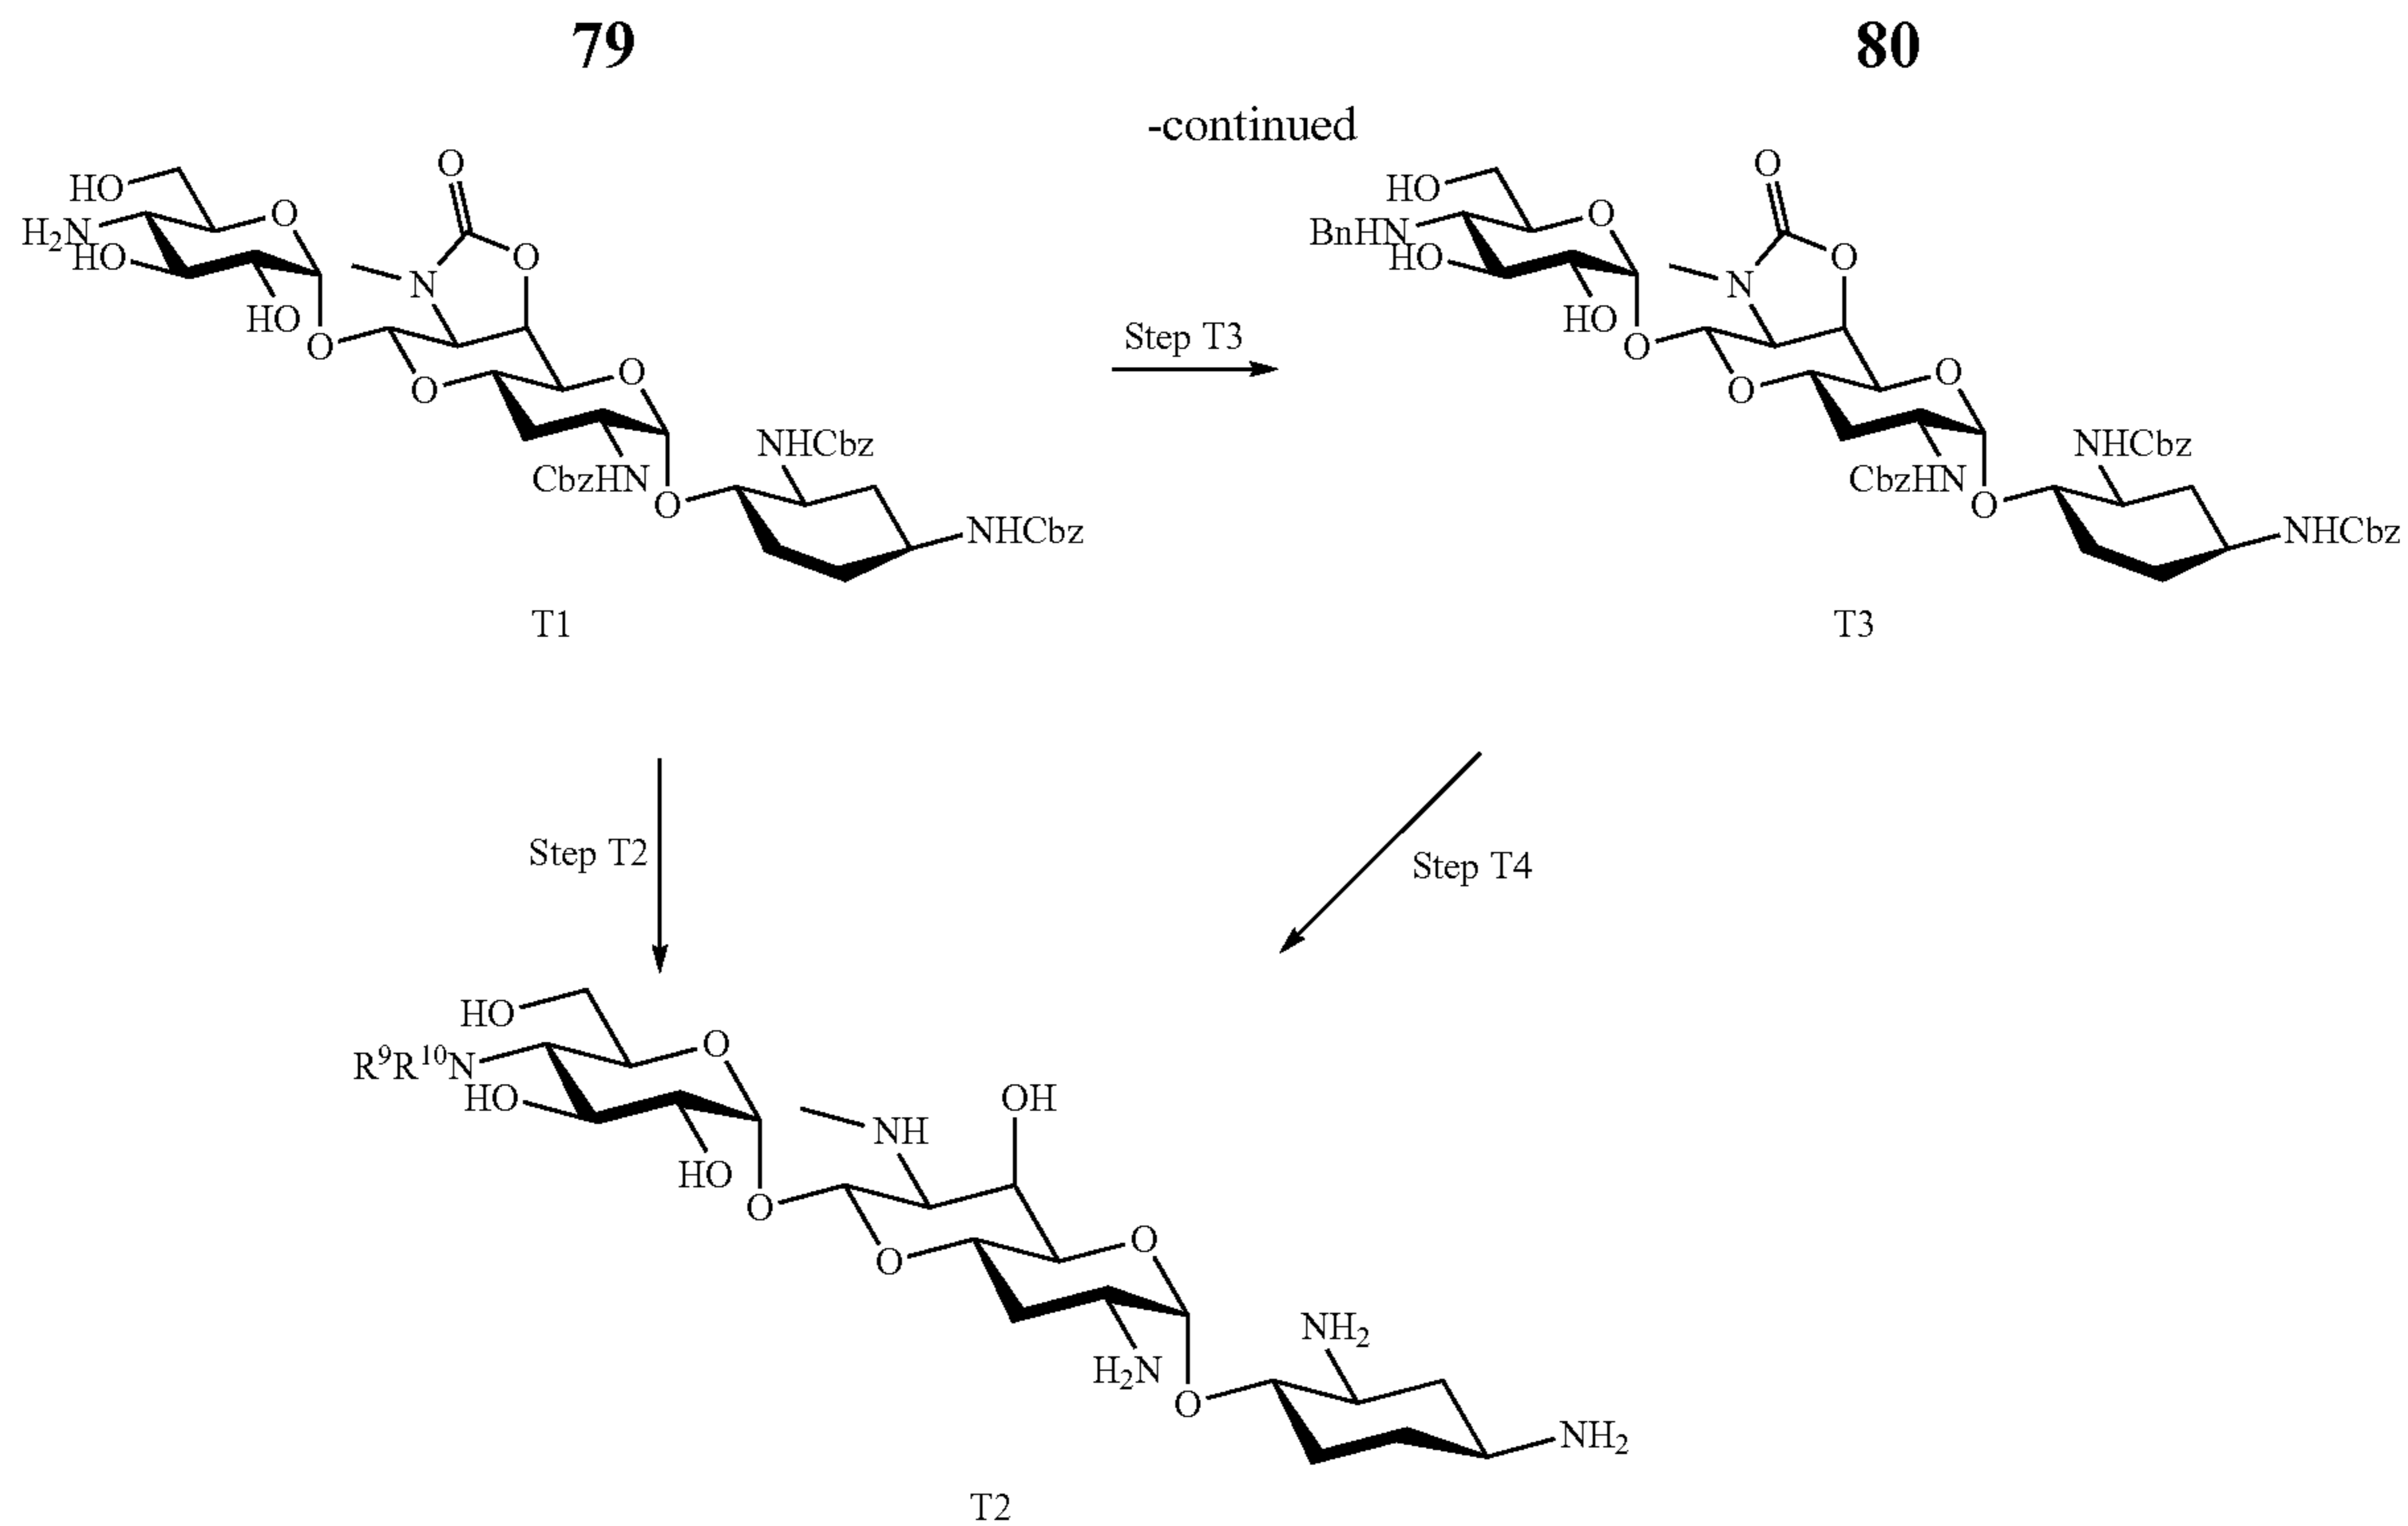 79 80
-continued
HO O O HO O O
H₂N HO N O BnHN HO N O
HO HO
O O O O O O
CbzHN O NHCbz NHCbz CbzHN O NHCbz NHCbz
Step T3
T1 T3
Step T2 Step T4
HO O
R⁹R¹⁰N HO OH
NH
HO O
O O
H₂N NH₂
O NH₂
T2